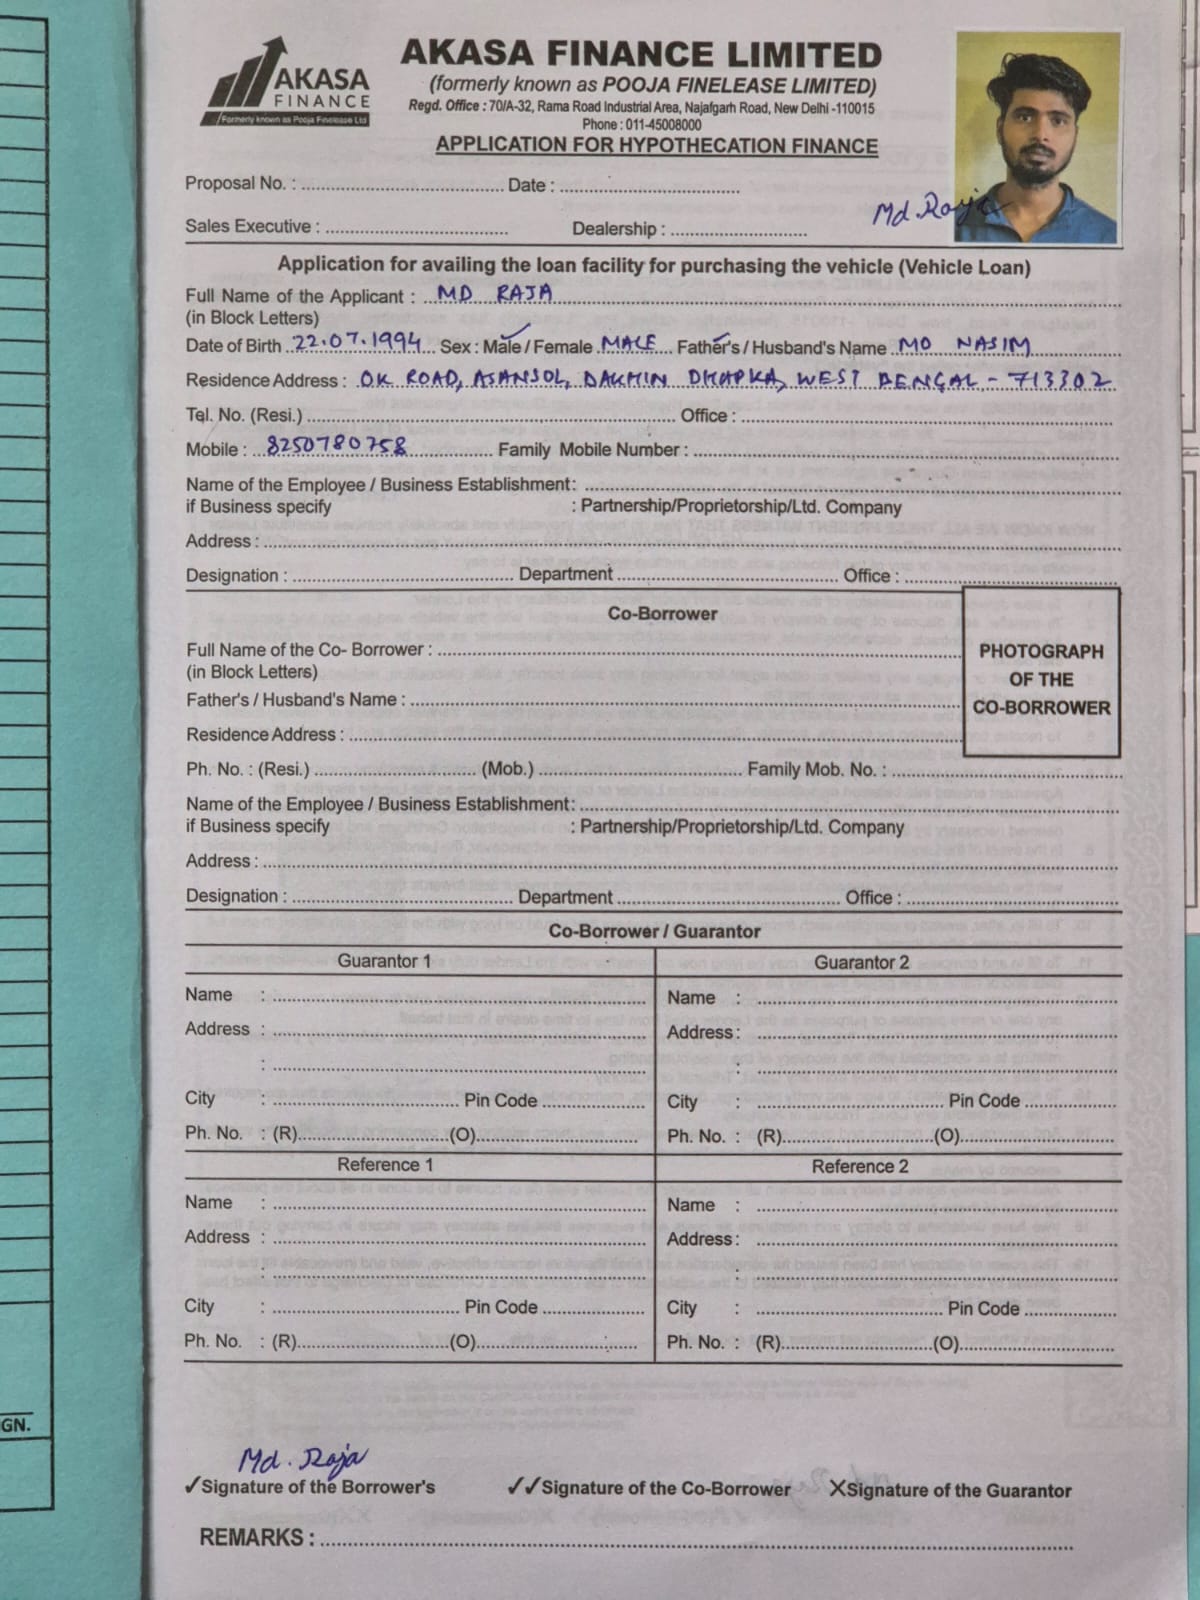 AKASA
FINANCE
Formerly known as Pooja Finelease Ltd
AKASA FINANCE LIMITED
(formerly known as POOJA FINELEASE LIMITED)
Regd. Office : 70/A-32, Rama Road Industrial Area, Najafgarh Road, New Delhi -110015
Phone : 011-45008000
APPLICATION FOR HYPOTHECATION FINANCE
Proposal No. : Date :
Md. Raja
Sales Executive : Dealership :
Application for availing the loan facility for purchasing the vehicle (Vehicle Loan)
Full Name of the Applicant : MD RAJA
(in Block Letters)
Date of Birth 22.07.1994 Sex : Male / Female MALE Father's / Husband's Name MO NASIM
Residence Address : OK ROAD, ASANSOL, DAKHIN DHAPKA, WEST BENGAL - 713302
Tel. No. (Resi.) Office :
Mobile : 8250780758 Family Mobile Number :
Name of the Employee / Business Establishment:
if Business specify : Partnership/Proprietorship/Ltd. Company
Address :
Designation : Department Office :
Co-Borrower
Full Name of the Co- Borrower :
(in Block Letters)
Father's / Husband's Name :
Residence Address :
PHOTOGRAPH
OF THE
CO-BORROWER
Ph. No. : (Resi.) (Mob.) Family Mob. No. :
Name of the Employee / Business Establishment:
if Business specify : Partnership/Proprietorship/Ltd. Company
Address :
Designation : Department Office :
Co-Borrower / Guarantor
Guarantor 1
Name :
Address :
:
City : Pin Code
Ph. No. : (R) (O)
Guarantor 2
Name :
Address :
:
City : Pin Code
Ph. No. : (R) (O)
Reference 1
Name :
Address :
:
City : Pin Code
Ph. No. : (R) (O)
Reference 2
Name :
Address :
:
City : Pin Code
Ph. No. : (R) (O)
GN.
Md. Raja
✓Signature of the Borrower's ✓✓Signature of the Co-Borrower XSignature of the Guarantor
REMARKS :